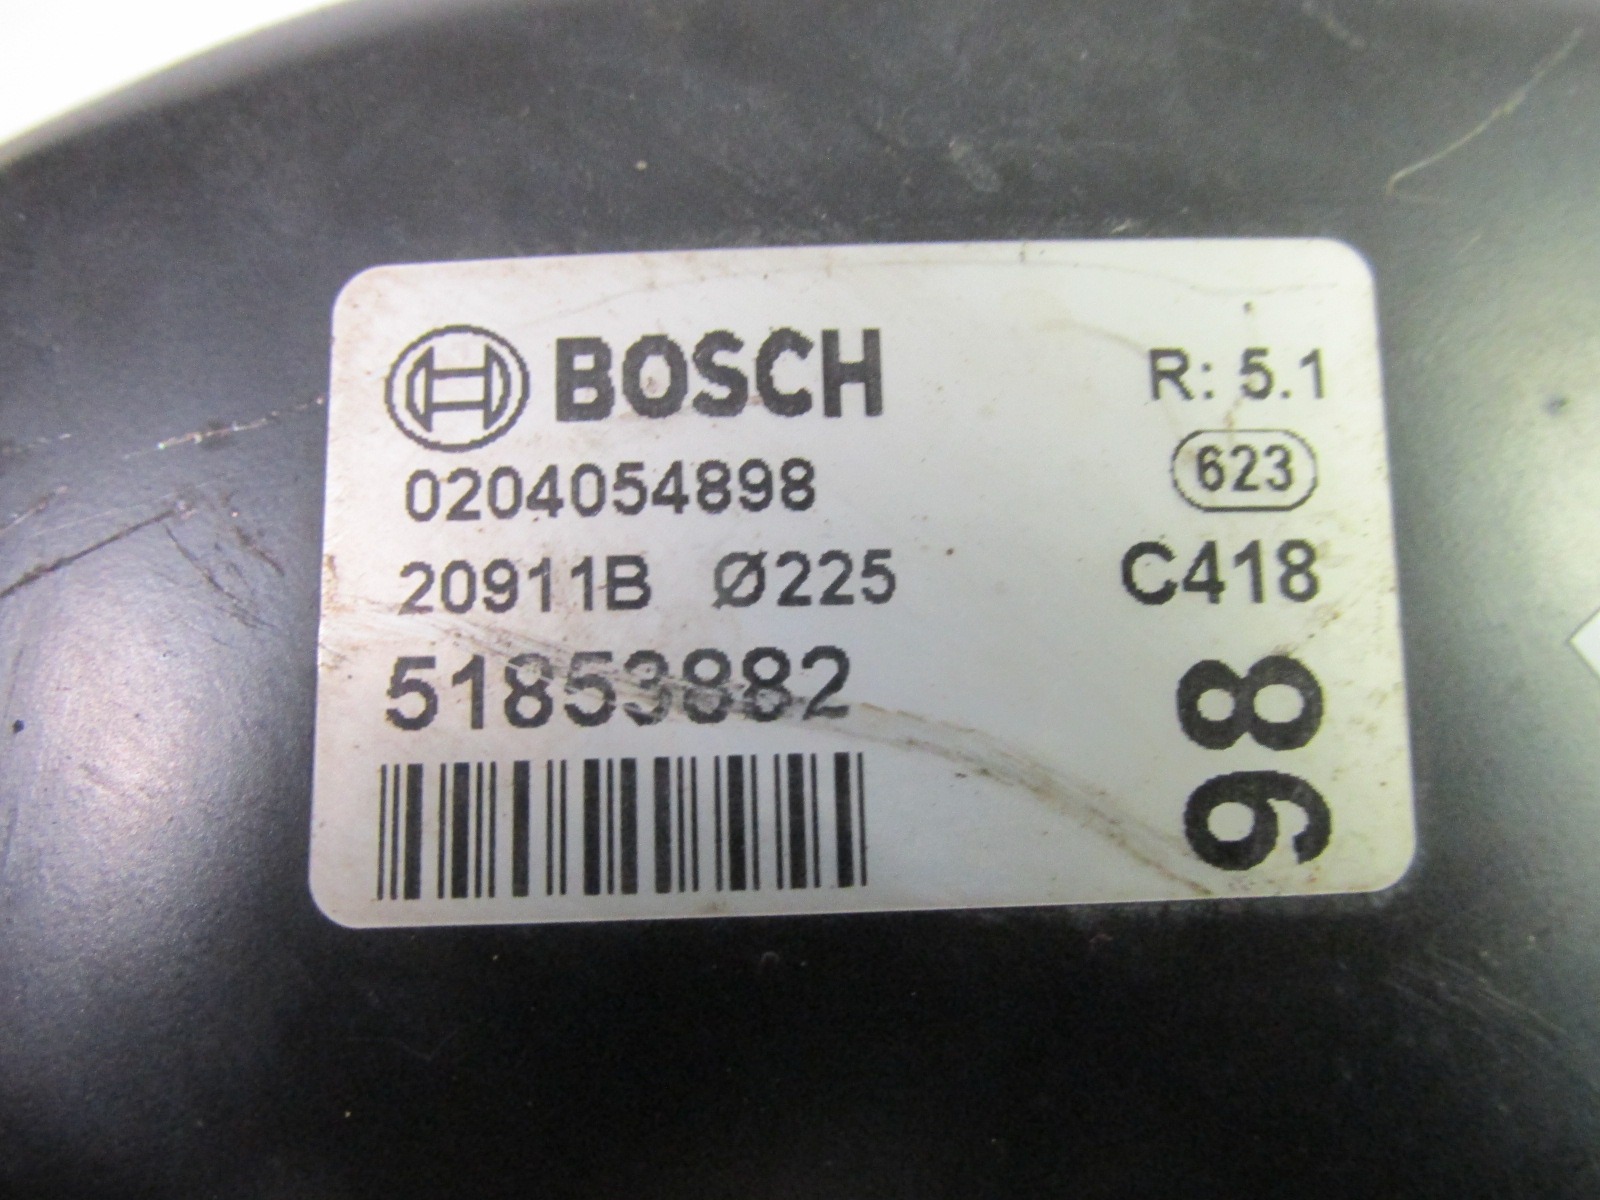 BOSCH R: 5.1
0204054898 623
20911B Ø225 C418
51853882
98